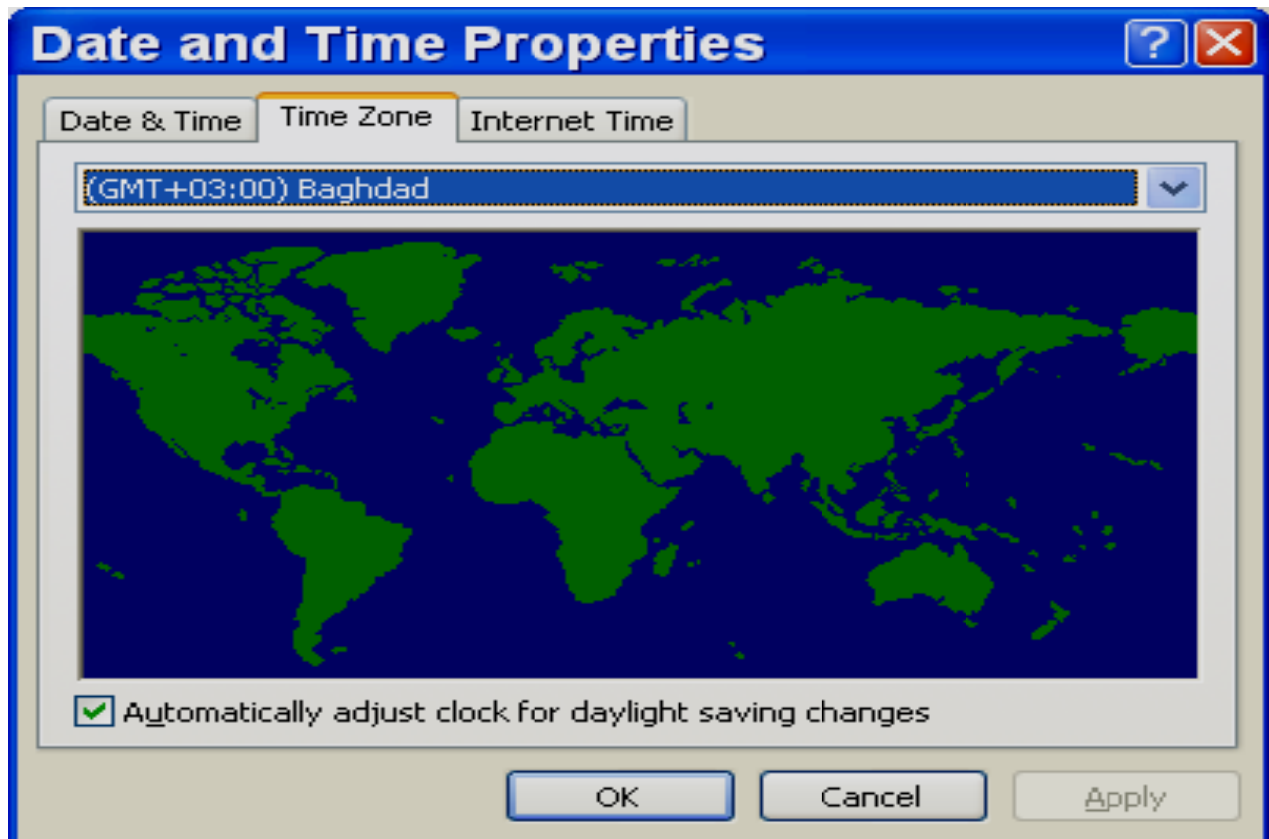 Date and Time Properties
Date & Time Time Zone Internet Time
(GMT+03:00) Baghdad
Automatically adjust clock for daylight saving changes
OK Cancel Apply